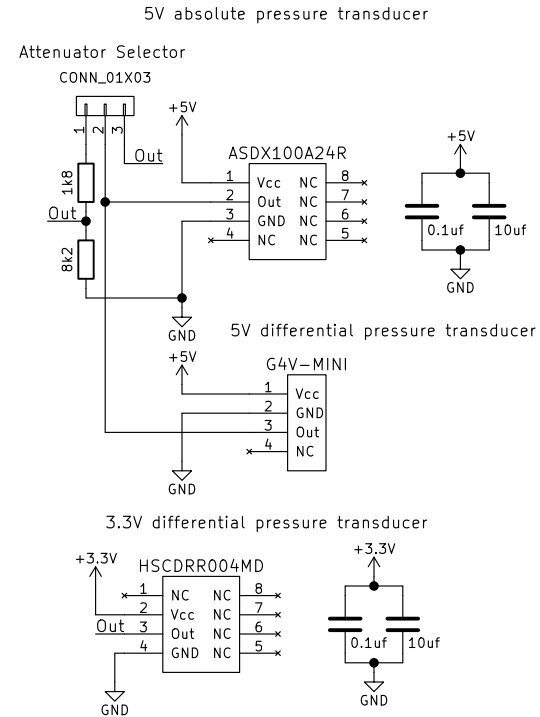 5V absolute pressure transducer
Attenuator Selector
CONN_01X03
1
2
3
Out
+5V
1k8
Out
8k2
ASDX100A24R
1 Vcc NC 8
2 Out NC 7
3 GND NC 6
4 NC NC 5
GND
+5V
0.1uf 10uf
GND
5V differential pressure transducer
+5V
G4V-MINI
1 Vcc
2 GND
3 Out
4 NC
GND
3.3V differential pressure transducer
+3.3V
HSCDRR004MD
1 NC NC 8
2 Vcc NC 7
Out 3 Out NC 6
4 GND NC 5
GND
+3.3V
0.1uf 10uf
GND